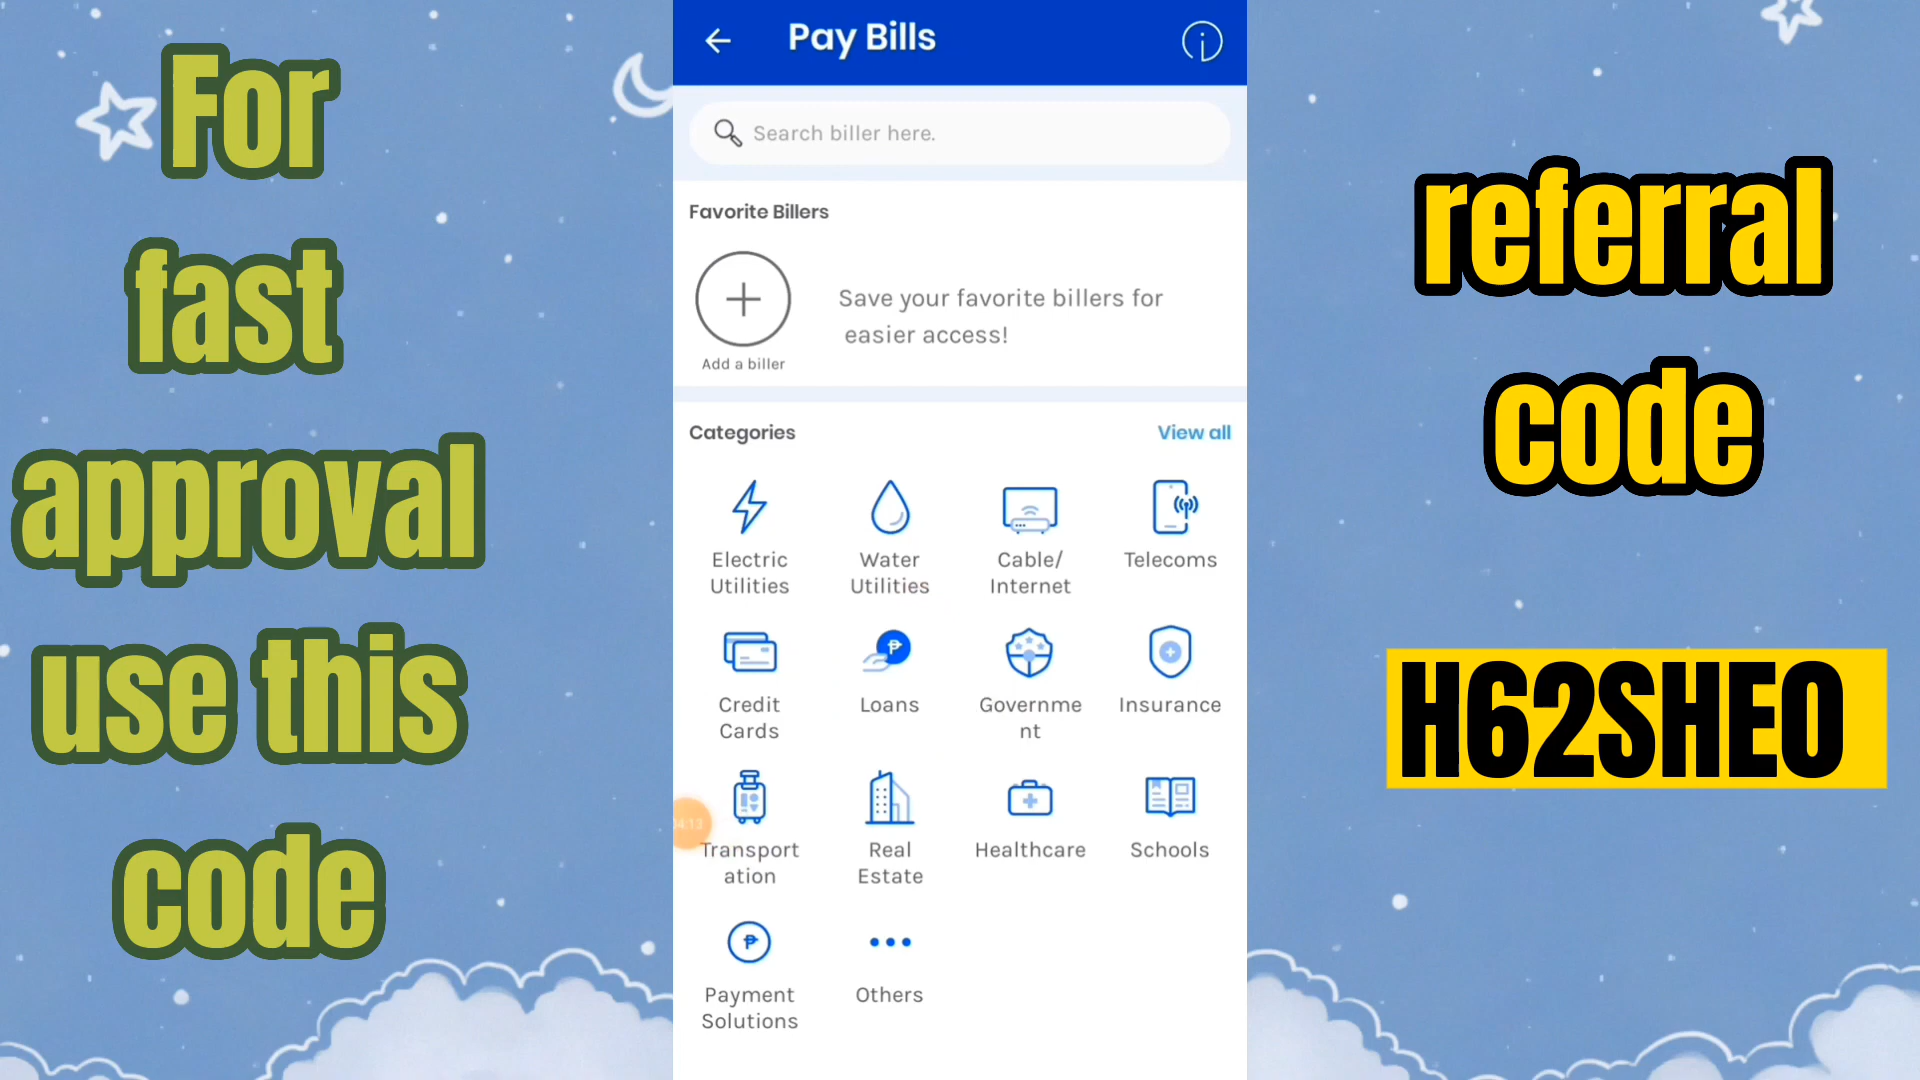 For
fast
approval
use this
code
Pay Bills
Search biller here.
Favorite Billers
Save your favorite billers for
easier access!
Add a biller
Categories
View all
Electric
Utilities
Water
Utilities
Cable/
Internet
Telecoms
Credit
Cards
Loans
Governme
nt
Insurance
Transport
ation
Real
Estate
Healthcare
Schools
Payment
Solutions
Others
04:13
referral
code
H62SHEO